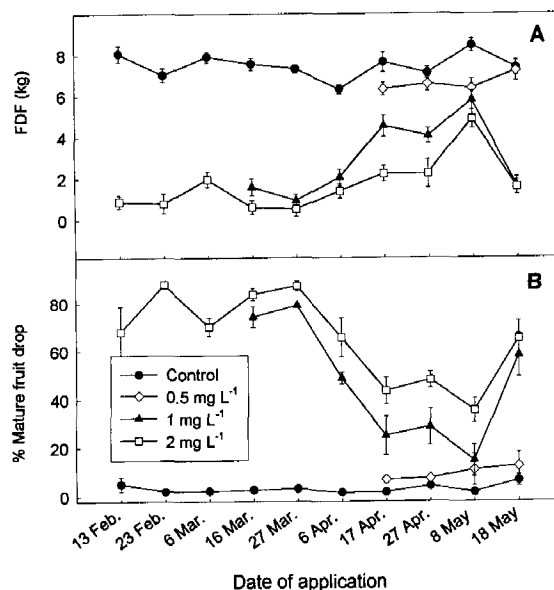 A
FDF (kg)
10
8
6
4
2
0
B
% Mature fruit drop
80
60
40
20
0
Control
0.5 mg L-1
1 mg L-1
2 mg L-1
13 Feb.
23 Feb.
6 Mar.
16 Mar.
27 Mar.
6 Apr.
17 Apr.
27 Apr.
8 May
18 May
Date of application